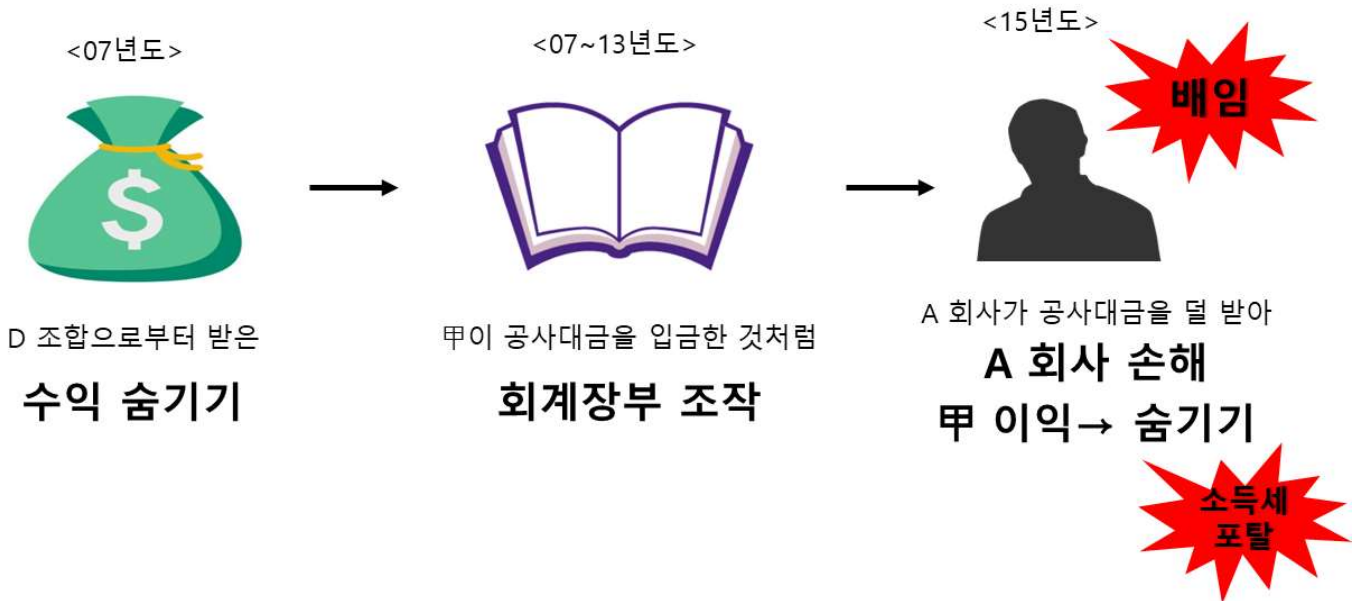 <07년도>
$
D 조합으로부터 받은
수익 숨기기
<07~13년도>
甲이 공사대금을 입금한 것처럼
회계장부 조작
<15년도>
배임
A 회사가 공사대금을 덜 받아
A 회사 손해
甲 이익→ 숨기기
소득세
포탈